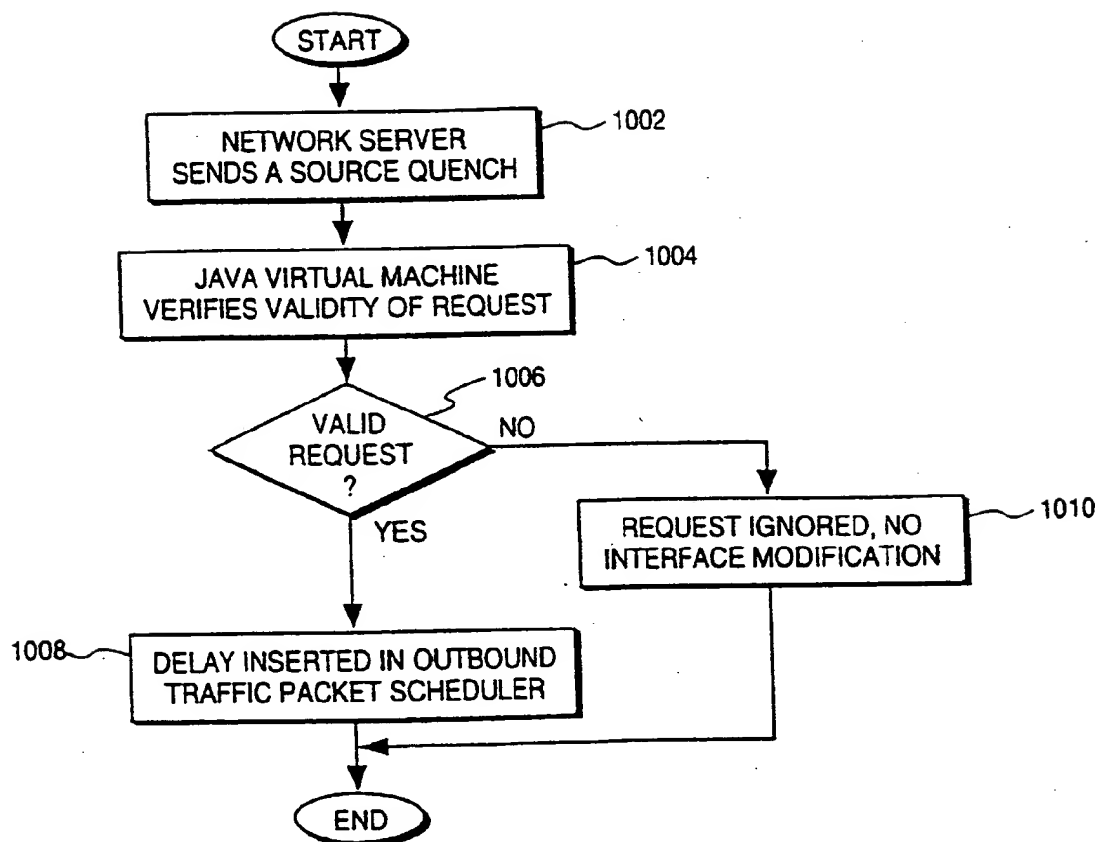 START
NETWORK SERVER
SENDS A SOURCE QUENCH
1002
JAVA VIRTUAL MACHINE
VERIFIES VALIDITY OF REQUEST
1004
VALID
REQUEST
?
1006
NO
YES
REQUEST IGNORED, NO
INTERFACE MODIFICATION
1010
1008
DELAY INSERTED IN OUTBOUND
TRAFFIC PACKET SCHEDULER
END